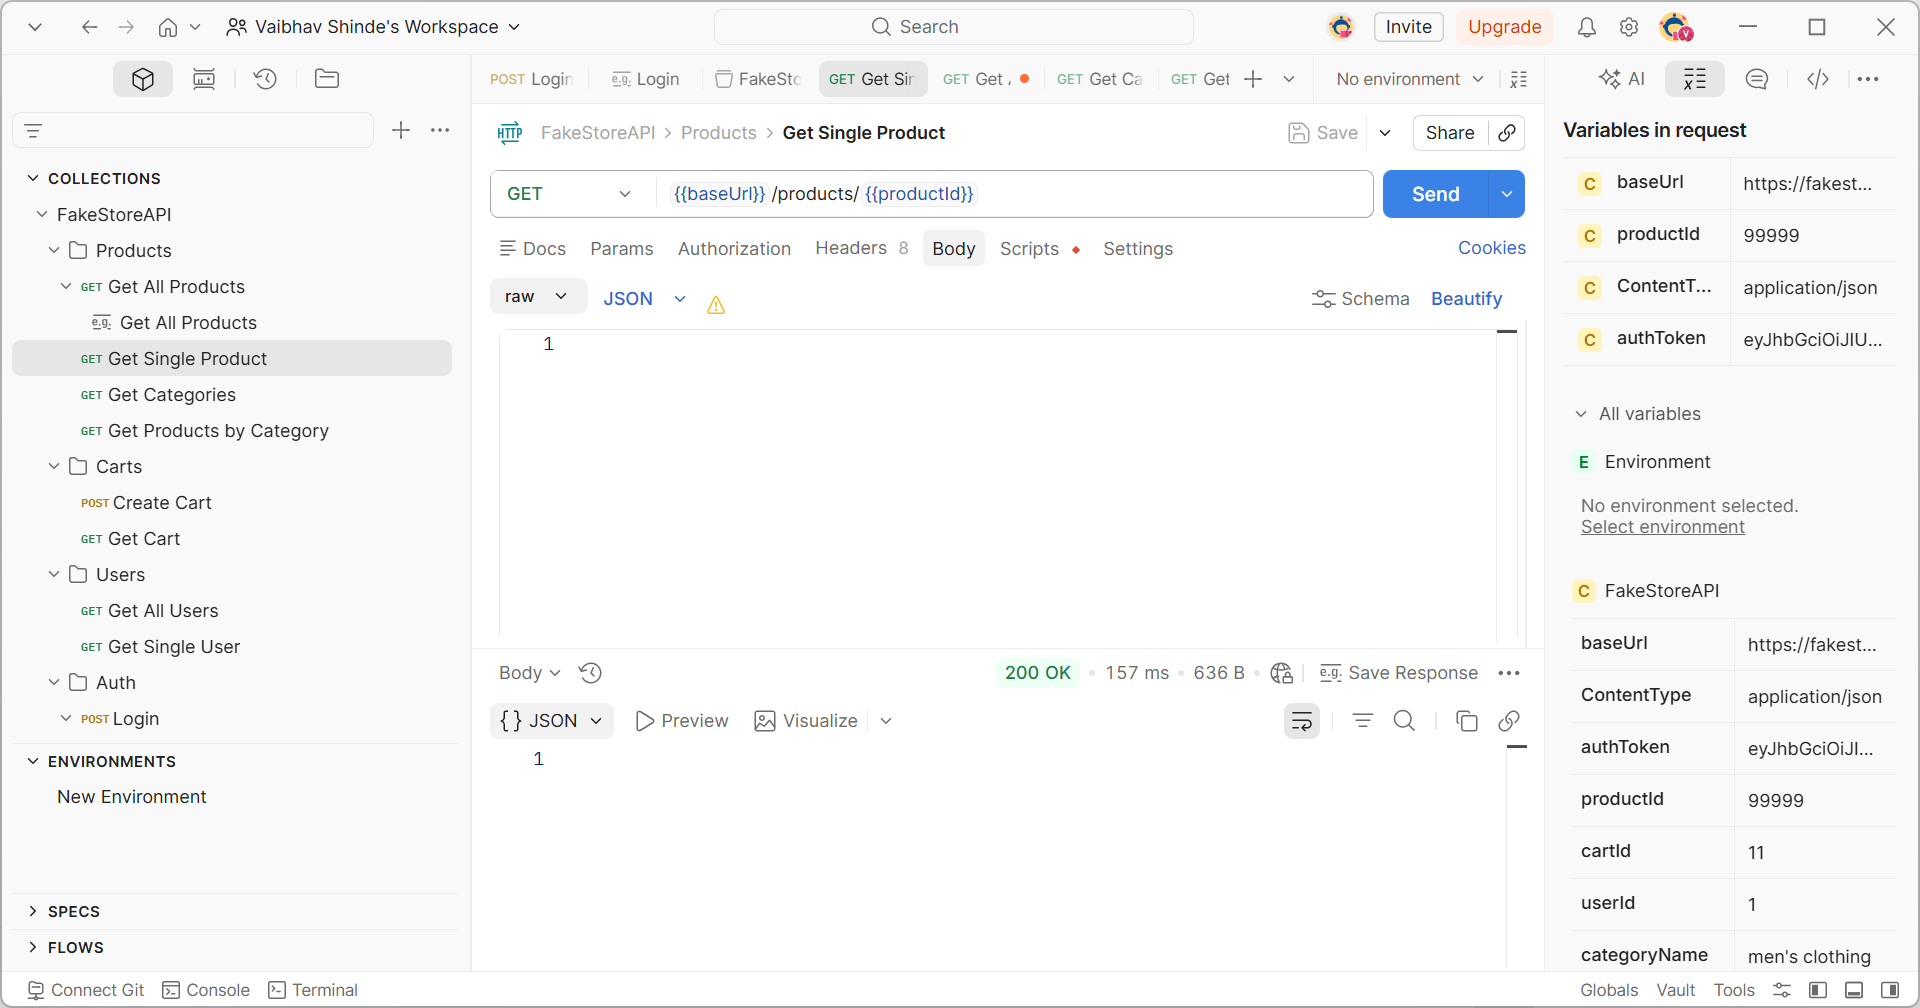 Vaibhav Shinde's Workspace
Search
Invite
Upgrade
V
POST Login
e.g. Login
FakeSto
GET Get Sir
GET Get
GET Get Ca
GET Get
No environment
AI
FakeStoreAPI > Products > Get Single Product
Save
Share
Variables in request
GET
{{baseUrl}} /products/ {{productId}}
Send
Docs
Params
Authorization
Headers 8
Body
Scripts
Settings
Cookies
raw
JSON
Schema
Beautify
1
COLLECTIONS
FakeStoreAPI
Products
GET Get All Products
e.g. Get All Products
GET Get Single Product
GET Get Categories
GET Get Products by Category
Carts
POST Create Cart
GET Get Cart
Users
GET Get All Users
GET Get Single User
Auth
POST Login
ENVIRONMENTS
New Environment
SPECS
FLOWS
Body
200 OK
157 ms
636 B
e.g. Save Response
{} JSON
Preview
Visualize
1
C baseUrl https://fakest...
C productId 99999
C ContentT... application/json
C authToken eyJhbGciOiJIU...
All variables
E Environment
No environment selected.
Select environment
C FakeStoreAPI
baseUrl https://fakest...
ContentType application/json
authToken eyJhbGciOiJI...
productId 99999
cartId 11
userId 1
categoryName men's clothing
Connect Git
Console
Terminal
Globals
Vault
Tools
HTTP